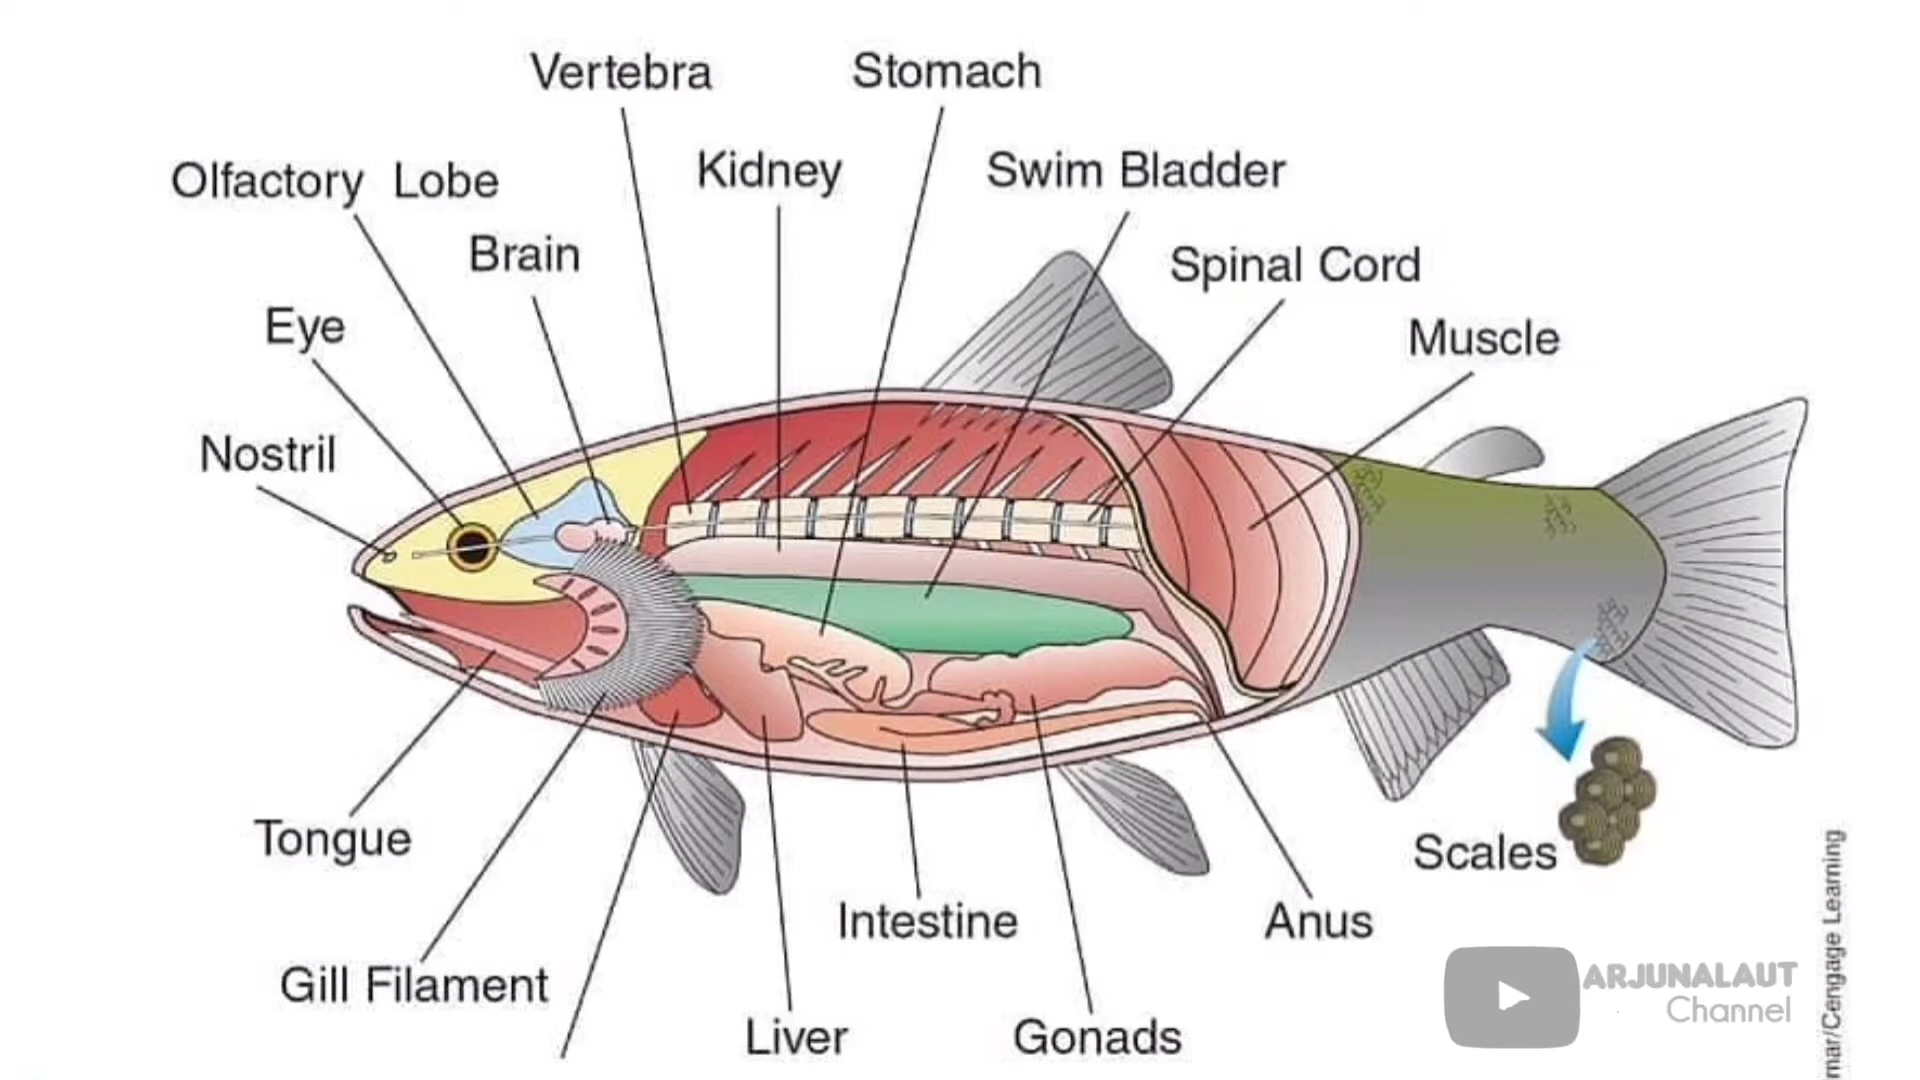 Vertebra
Stomach
Olfactory Lobe
Kidney
Swim Bladder
Brain
Spinal Cord
Eye
Muscle
Nostril
Tongue
Scales
Intestine
Anus
Gill Filament
Liver
Gonads
ARJUNALAUT
Channel
Cengage Learning